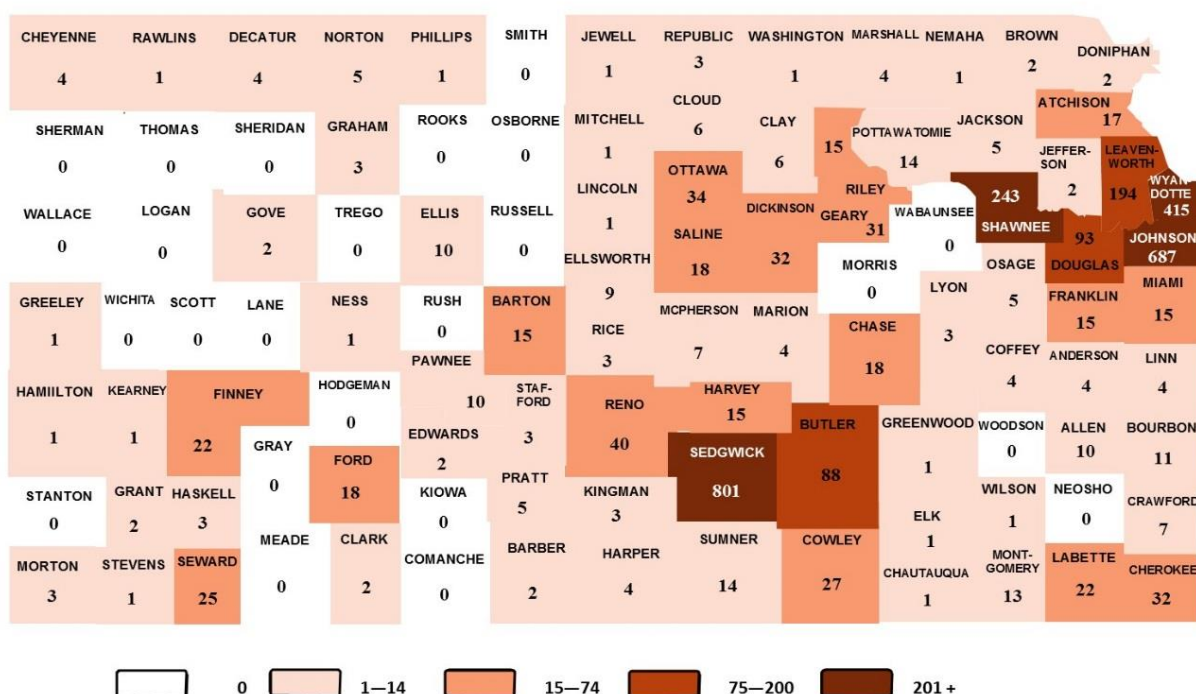 CHEYENNE RAWLINS DECATUR NORTON PHILLIPS SMITH JEWELL REPUBLIC WASHINGTON MARSHALL NEMAHA BROWN DONIPHAN
4 1 4 5 1 0 1 3 1 4 1 2 2
SHERMAN THOMAS SHERIDAN GRAHAM ROOKS OSBORNE MITCHELL CLOUD CLAY POTTAWATOMIE JACKSON ATCHISON
0 0 0 3 0 0 1 6 6 15 14 5 17
JEFFER-
SON
2
LEAVEN-
WORTH
194
WYAN-
DOTTE
415
WALLACE LOGAN GOVE TREGO ELLIS RUSSELL LINCOLN OTTAWA DICKINSON RILEY
0 0 2 0 10 0 1 34 32
GEARY
31
WABAUNSEE
0
243
SHAWNEE
93
DOUGLAS
JOHNSON
687
SALINE
18
ELLSWORTH
9
MORRIS
0
LYON
3
OSAGE
5
FRANKLIN
15
MIAMI
15
GREELEY WICHITA SCOTT LANE NESS RUSH BARTON RICE MCPHERSON MARION CHASE COFFEY ANDERSON LINN
1 0 0 0 1 0 15 3 7 4 18 4 4 4
HAMIILTON KEARNEY FINNEY HODGEMAN PAWNEE
1 1 22 0 10
STAF-
FORD
3
RENO
40
HARVEY
15
BUTLER
88
GREENWOOD
1
WOODSON
0
ALLEN
10
BOURBON
11
GRAY
0
FORD
18
EDWARDS
2
SEDGWICK
801
STANTON GRANT HASKELL KIOWA PRATT KINGMAN ELK WILSON NEOSHO CRAWFORD
0 2 3 0 5 3 1 1 0 7
MORTON STEVENS SEWARD MEADE CLARK COMANCHE BARBER HARPER SUMNER COWLEY CHAUTAUQUA
3 1 25 0 2 0 2 4 14 27 1
MONT-
GOMERY
13
LABETTE
22
CHEROKEE
32
0 1—14 15—74 75—200 201 +